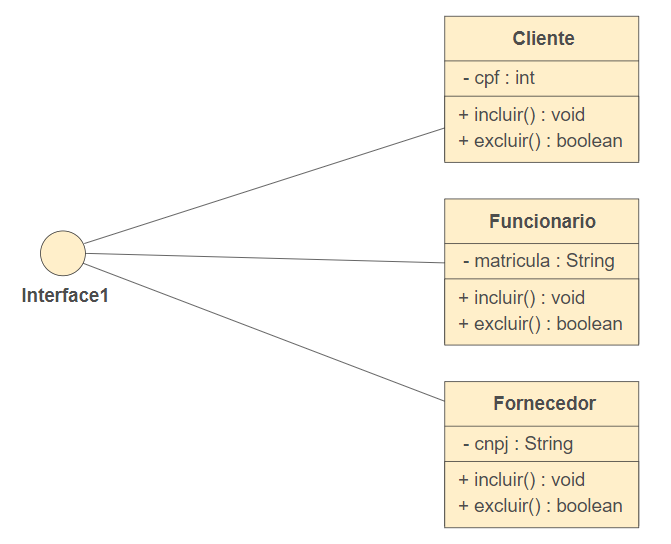 Cliente
- cpf : int
+ incluir() : void
+ excluir() : boolean
Funcionario
- matricula : String
+ incluir() : void
+ excluir() : boolean
Interface1
Fornecedor
- cnpj : String
+ incluir() : void
+ excluir() : boolean